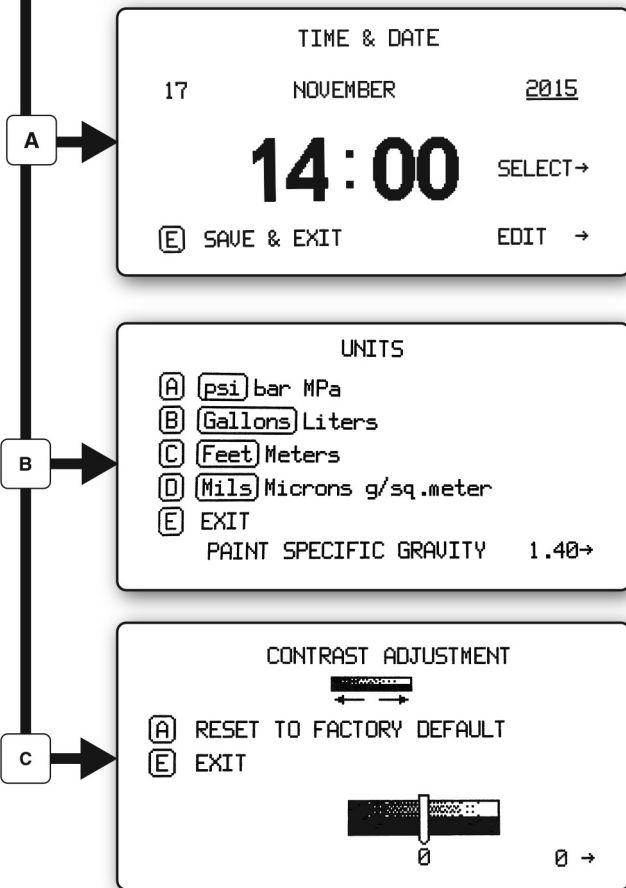 TIME & DATE
17 NOVEMBER 2015
A
14:00 SELECT→
E SAVE & EXIT EDIT →
UNITS
A psi bar MPa
B Gallons Liters
C Feet Meters
B
D Mils Microns g/sq.meter
E EXIT
PAINT SPECIFIC GRAVITY 1.40→
CONTRAST ADJUSTMENT
A RESET TO FACTORY DEFAULT
C
E EXIT
0 0 →